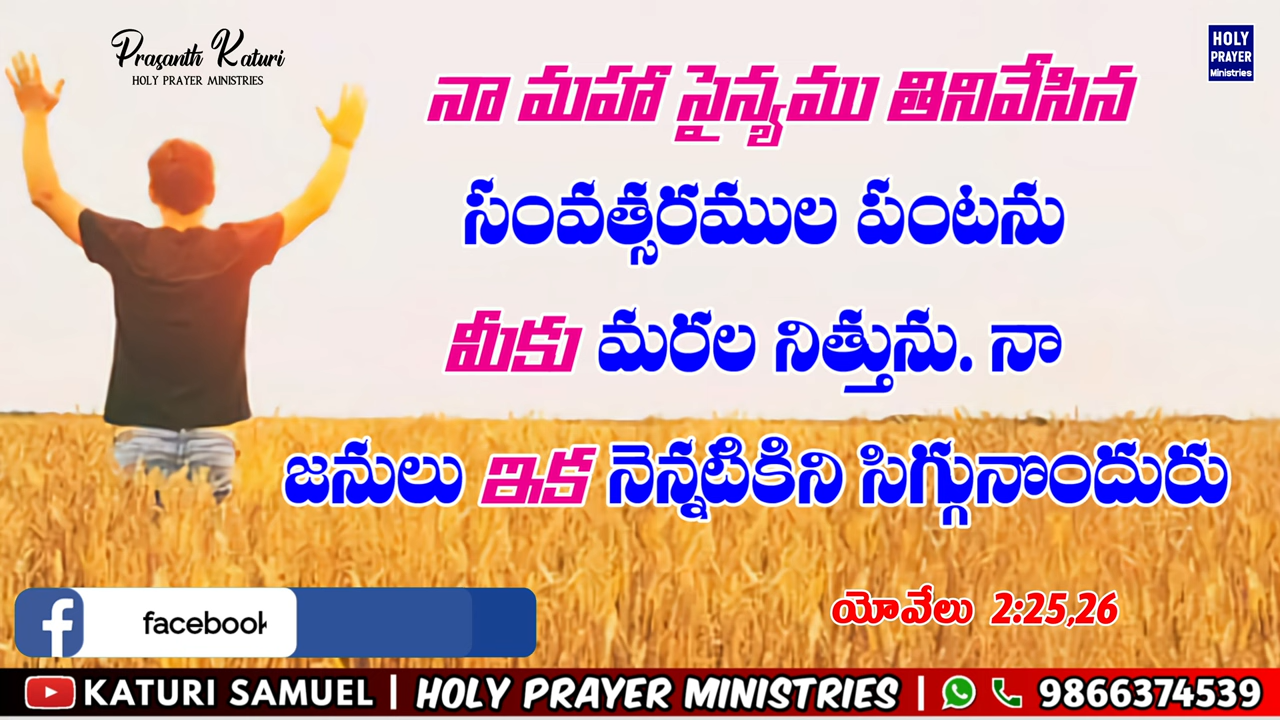 Prasanth Katuri
HOLY PRAYER MINISTRIES
HOLY
PRAYER
Ministries
నా మహా సైన్యము తినివేసిన
సంవత్సరముల పంటను
మీకు మరల నిత్తును. నా
జనులు ఇక నెన్నటికిని సిగ్గునొందురు
యోవేలు 2:25,26
facebook
KATURI SAMUEL | HOLY PRAYER MINISTRIES | 9866374539